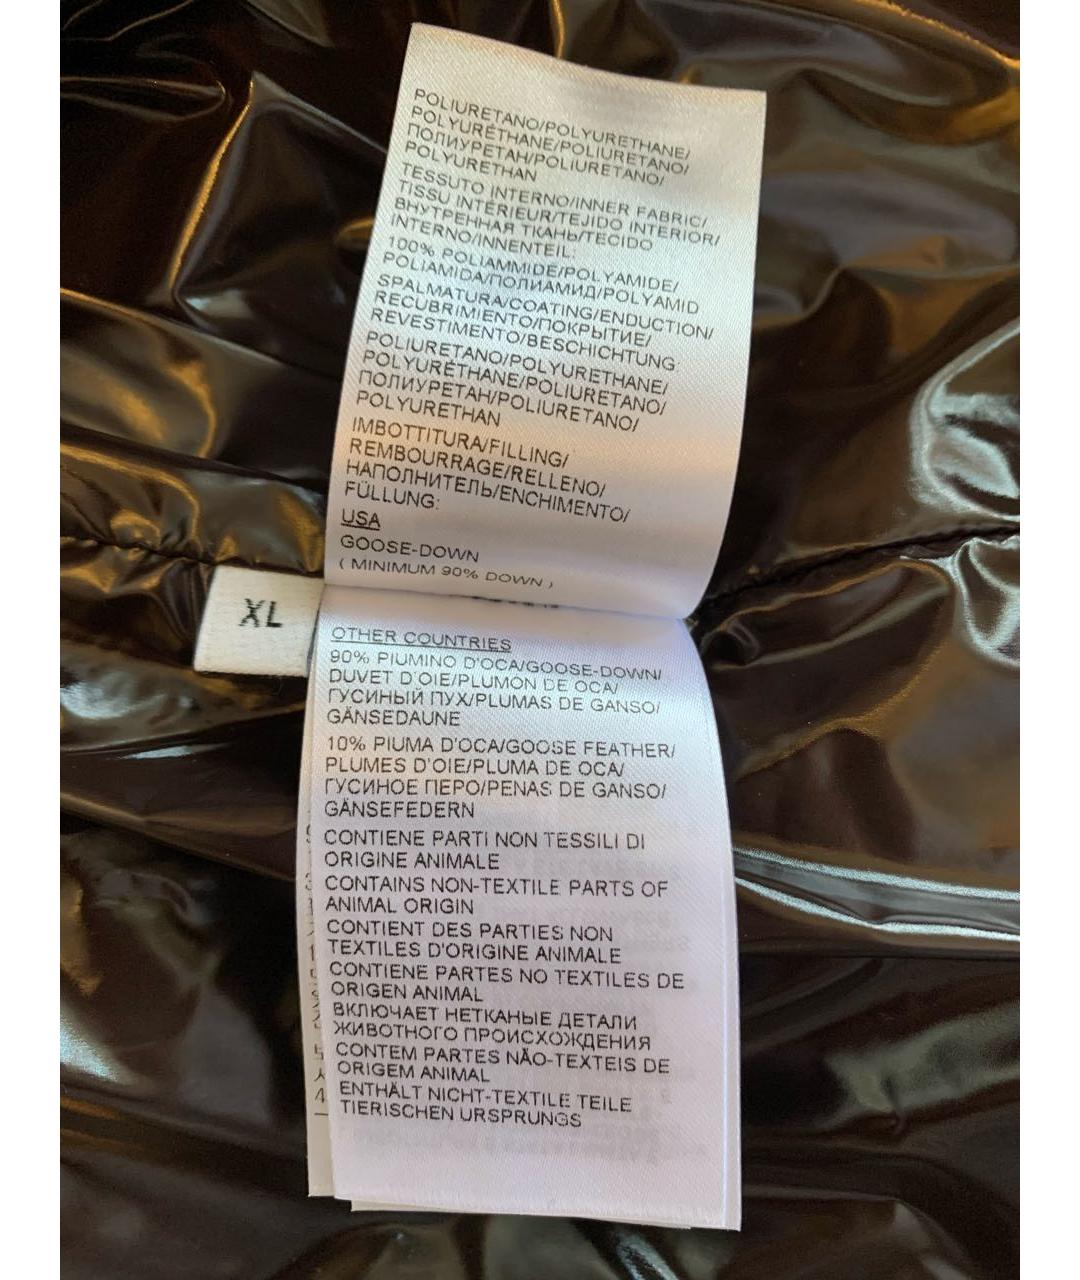 POLIURETANO/POLYURETHANE/
POLYURÉTHANE/POLIURETANO/
ПОЛИУРЕТАН/POLIURETANO/
POLYURETHAN
TESSUTO INTERNO/INNER FABRIC/
TISSU INTÉRIEUR/TEJIDO INTERIOR/
ВНУТРЕННАЯ ТКАНЬ/TECIDO
INTERNO/INNENTEIL:
100% POLIAMMIDE/POLYAMIDE/
POLIAMIDA/ПОЛИАМИД/POLYAMID
SPALMATURA/COATING/ENDUCTION/
RECUBRIMIENTO/ПОКРЫТИЕ/
REVESTIMENTO/BESCHICHTUNG:
POLIURETANO/POLYURETHANE/
POLYURÉTHANE/POLIURETANO/
ПОЛИУРЕТАН/POLIURETANO/
POLYURETHAN
IMBOTTITURA/FILLING/
REMBOURRAGE/RELLENO/
НАПОЛНИТЕЛЬ/ENCHIMENTO/
FÜLLUNG:
USA
GOOSE-DOWN
( MINIMUM 90% DOWN )
XL
OTHER COUNTRIES
90% PIUMINO D'OCA/GOOSE-DOWN/
DUVET D'OIE/PLUMON DE OCA/
ГУСИНЫЙ ПУХ/PLUMAS DE GANSO/
GÄNSEDAUNE
10% PIUMA D'OCA/GOOSE FEATHER/
PLUMES D'OIE/PLUMA DE OCA/
ГУСИНОЕ ПЕРО/PENAS DE GANSO/
GÄNSEFEDERN
CONTIENE PARTI NON TESSILI DI
ORIGINE ANIMALE
CONTAINS NON-TEXTILE PARTS OF
ANIMAL ORIGIN
CONTIENT DES PARTIES NON
TEXTILES D'ORIGINE ANIMALE
CONTIENE PARTES NO TEXTILES DE
ORIGEN ANIMAL
ВКЛЮЧАЕТ НЕТКАНЫЕ ДЕТАЛИ
ЖИВОТНОГО ПРОИСХОЖДЕНИЯ
CONTEM PARTES NÃO-TEXTEIS DE
ORIGEM ANIMAL
ENTHÄLT NICHT-TEXTILE TEILE
TIERISCHEN URSPRUNGS